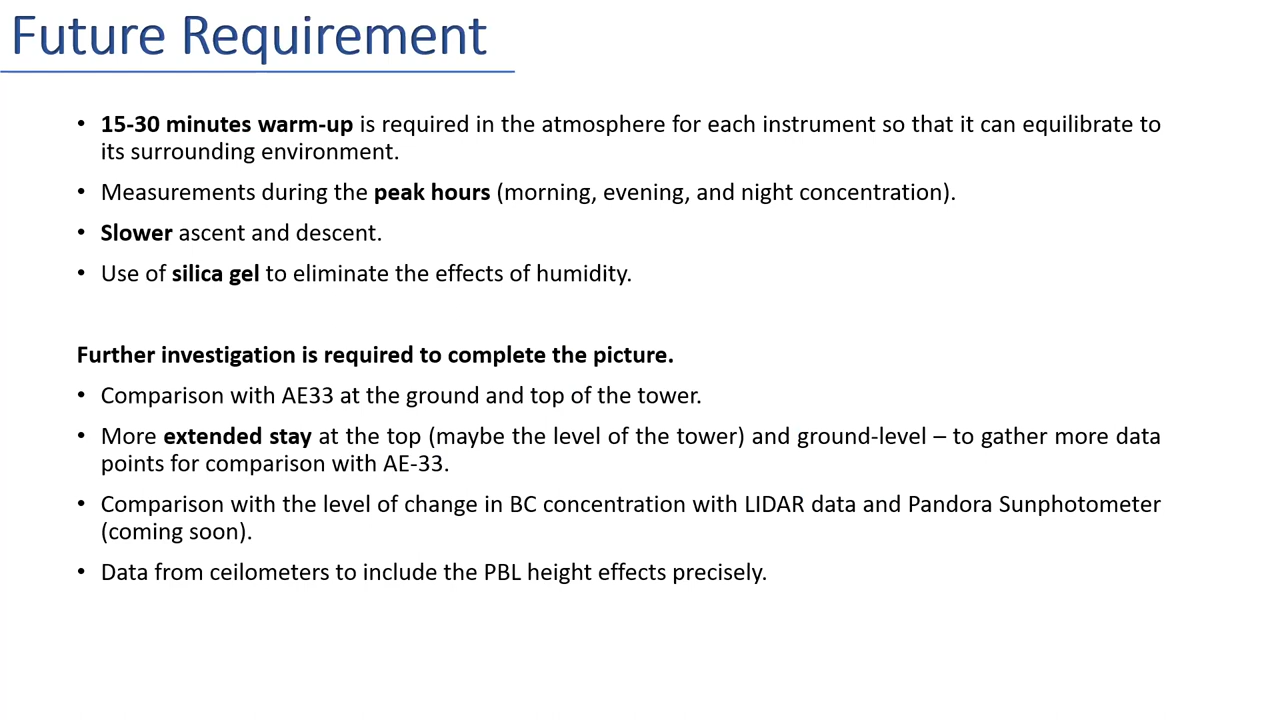 Future Requirement
• 15-30 minutes warm-up is required in the atmosphere for each instrument so that it can equilibrate to
its surrounding environment.
• Measurements during the peak hours (morning, evening, and night concentration).
• Slower ascent and descent.
• Use of silica gel to eliminate the effects of humidity.
Further investigation is required to complete the picture.
• Comparison with AE33 at the ground and top of the tower.
• More extended stay at the top (maybe the level of the tower) and ground-level – to gather more data
points for comparison with AE-33.
• Comparison with the level of change in BC concentration with LIDAR data and Pandora Sunphotometer
(coming soon).
• Data from ceilometers to include the PBL height effects precisely.